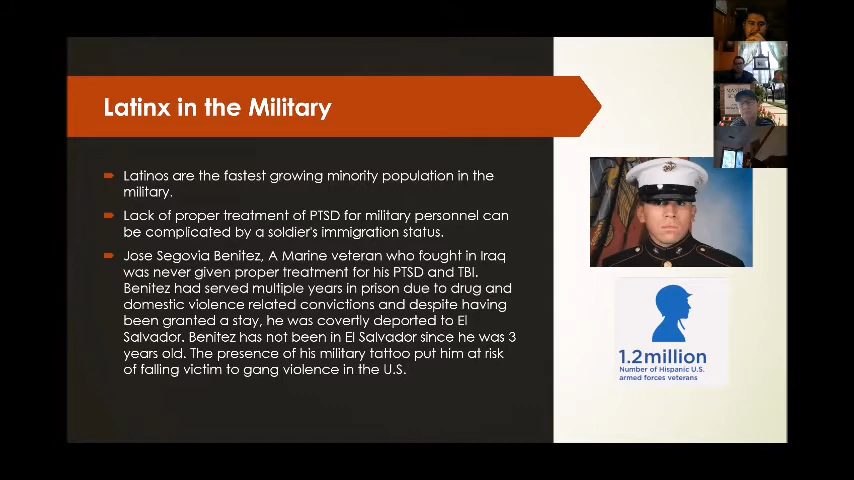 Latinx in the Military
Latinos are the fastest growing minority population in the
military.
Lack of proper treatment of PTSD for military personnel can
be complicated by a soldier's immigration status.
Jose Segovia Benitez, A Marine veteran who fought in Iraq
was never given proper treatment for his PTSD and TBI.
Benitez had served multiple years in prison due to drug and
domestic violence related convictions and despite having
been granted a stay, he was covertly deported to El
Salvador. Benitez has not been in El Salvador since he was 3
years old. The presence of his military tattoo put him at risk
of falling victim to gang violence in the U.S.
1.2million
Number of Hispanic U.S.
armed forces veterans